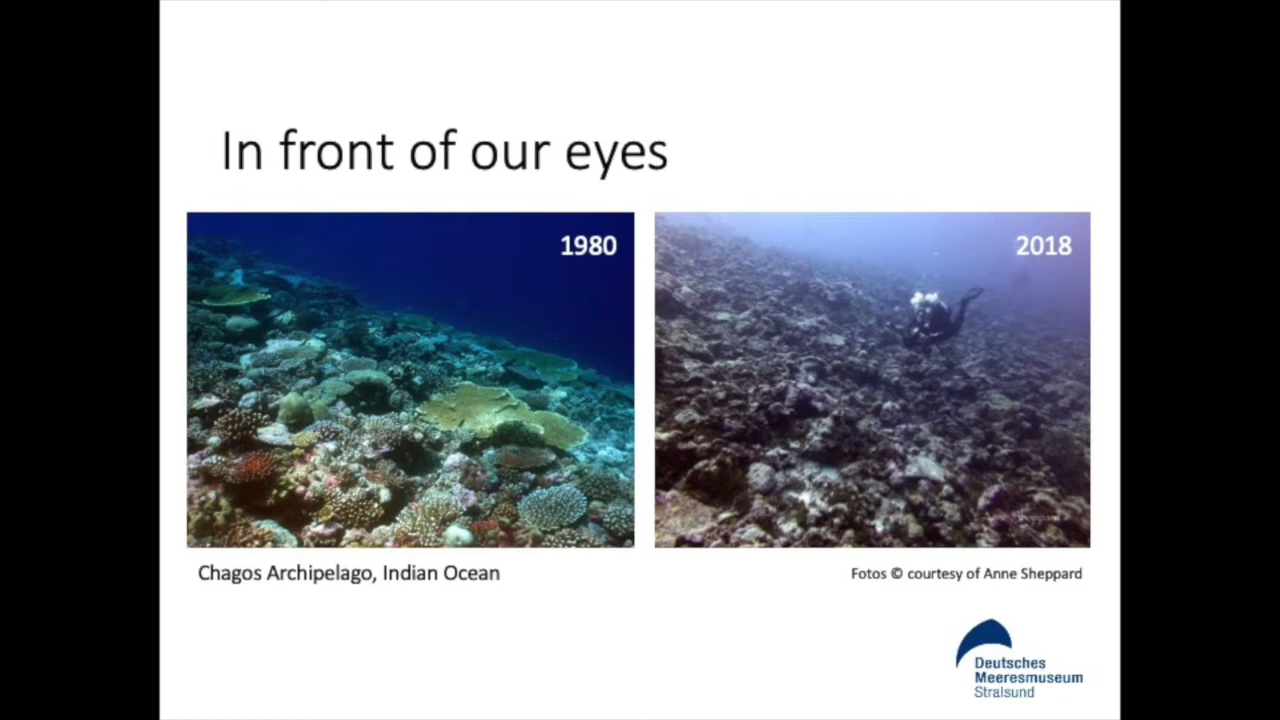 In front of our eyes
1980
2018
Chagos Archipelago, Indian Ocean
Fotos © courtesy of Anne Sheppard
Deutsches
Meeresmuseum
Stralsund